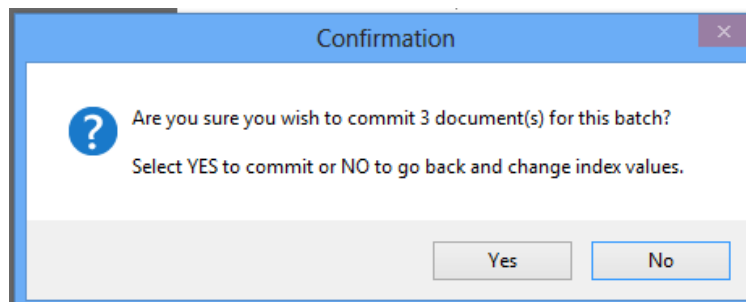 Confirmation
Are you sure you wish to commit 3 document(s) for this batch?
Select YES to commit or NO to go back and change index values.
Yes
No